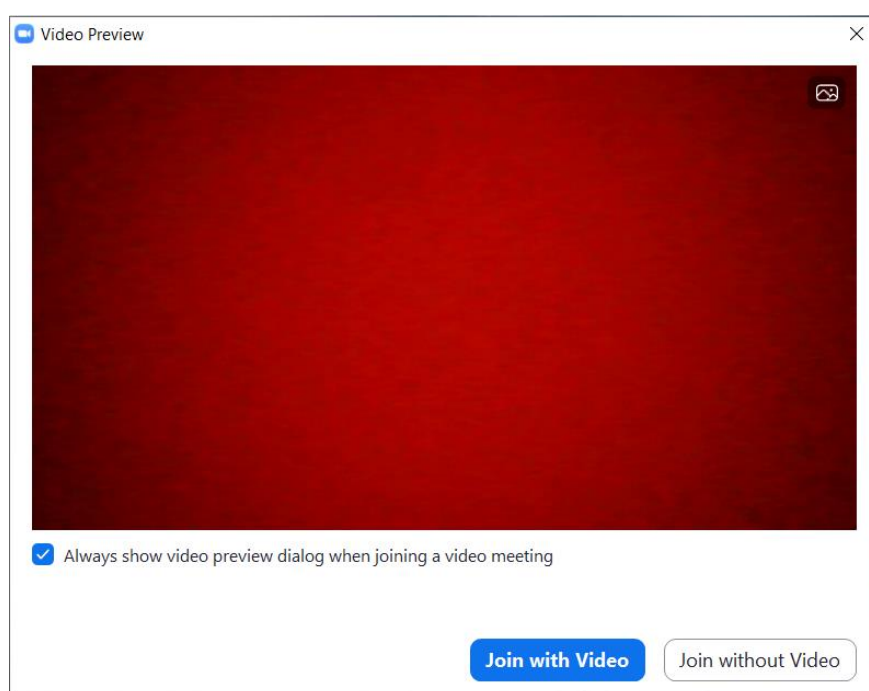 Video Preview
Always show video preview dialog when joining a video meeting
Join with Video
Join without Video